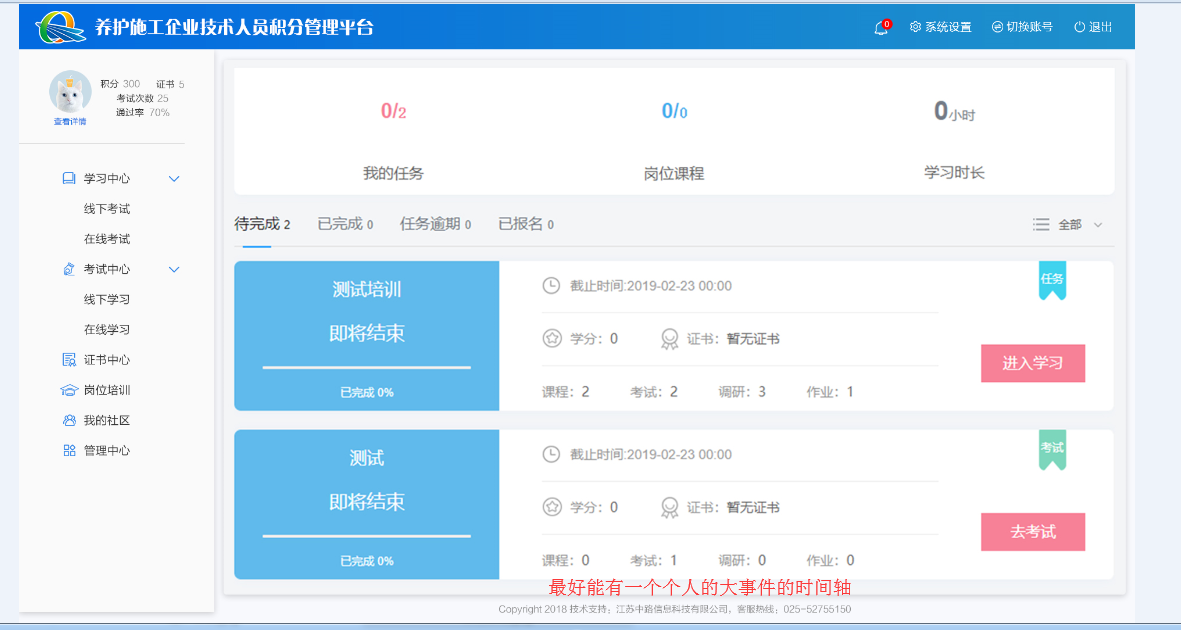 养护施工企业技术人员积分管理平台
0
系统设置
切换账号
退出
积分 300 证书 5
考试次数 25
通过率 70%
查看详情
学习中心
线下考试
在线考试
考试中心
线下学习
在线学习
证书中心
岗位培训
我的社区
管理中心
0/2
我的任务
0/0
岗位课程
0小时
学习时长
待完成 2
已完成 0
任务逾期 0
已报名 0
全部
测试培训
即将结束
已完成 0%
截止时间:2019-02-23 00:00
学分：0
证书：暂无证书
课程：2 考试：2 调研：3 作业：1
任务
进入学习
测试
即将结束
已完成 0%
截止时间:2019-02-23 00:00
学分：0
证书：暂无证书
课程：0 考试：1 调研：0 作业：0
考试
去考试
最好能有一个个人的大事件的时间轴
Copyright 2018 技术支持：江苏中路信息科技有限公司，客服热线：025-52755150